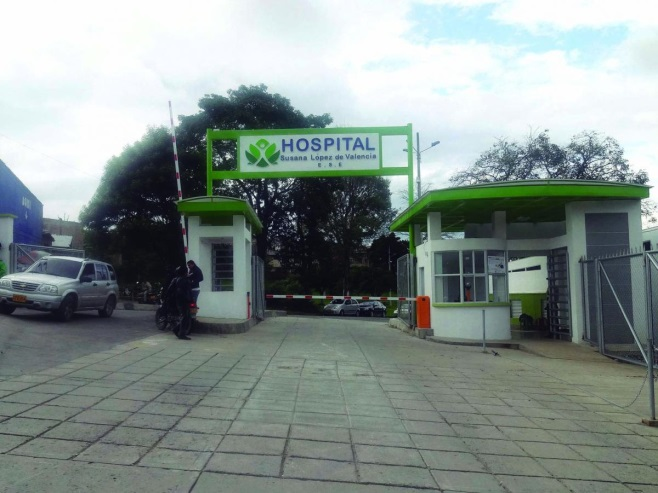 HOSPITAL
Susana López de Valencia
E.S.E